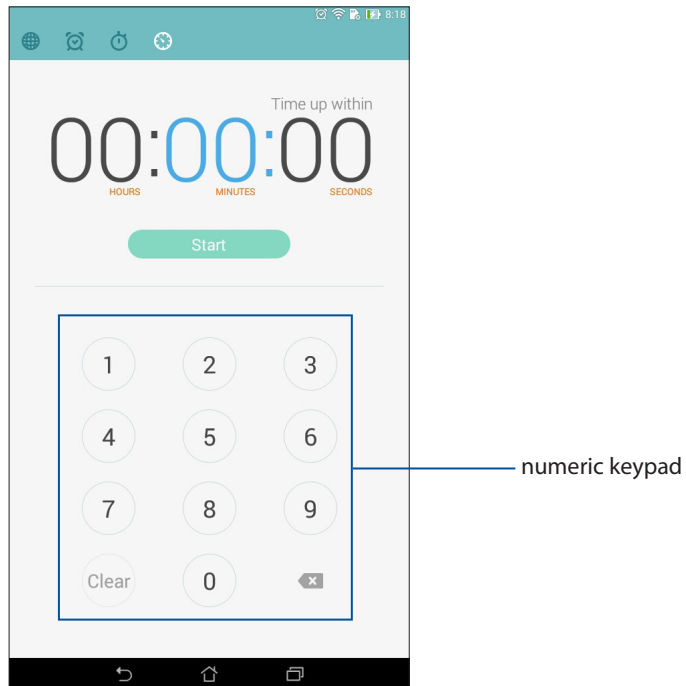 8:18
Time up within
00:00:00
HOURS MINUTES SECONDS
Start
1 2 3
4 5 6
7 8 9
Clear 0
numeric keypad